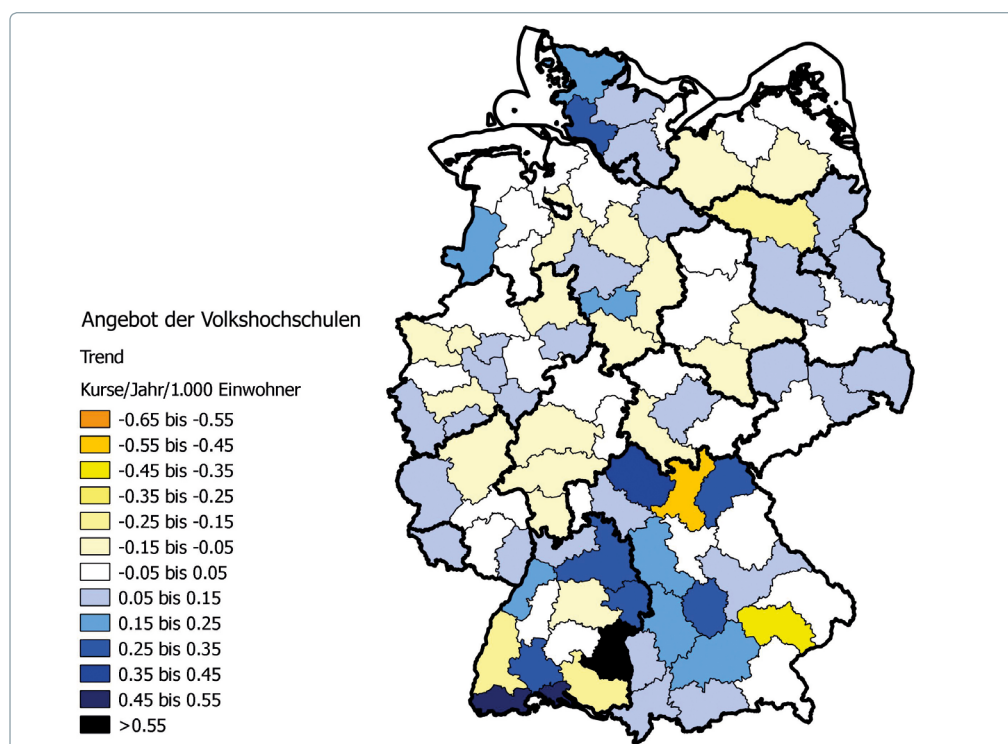 Angebot der Volkshochschulen
Trend
Kurse/Jahr/1.000 Einwohner
-0.65 bis -0.55
-0.55 bis -0.45
-0.45 bis -0.35
-0.35 bis -0.25
-0.25 bis -0.15
-0.15 bis -0.05
-0.05 bis 0.05
0.05 bis 0.15
0.15 bis 0.25
0.25 bis 0.35
0.35 bis 0.45
0.45 bis 0.55
>0.55